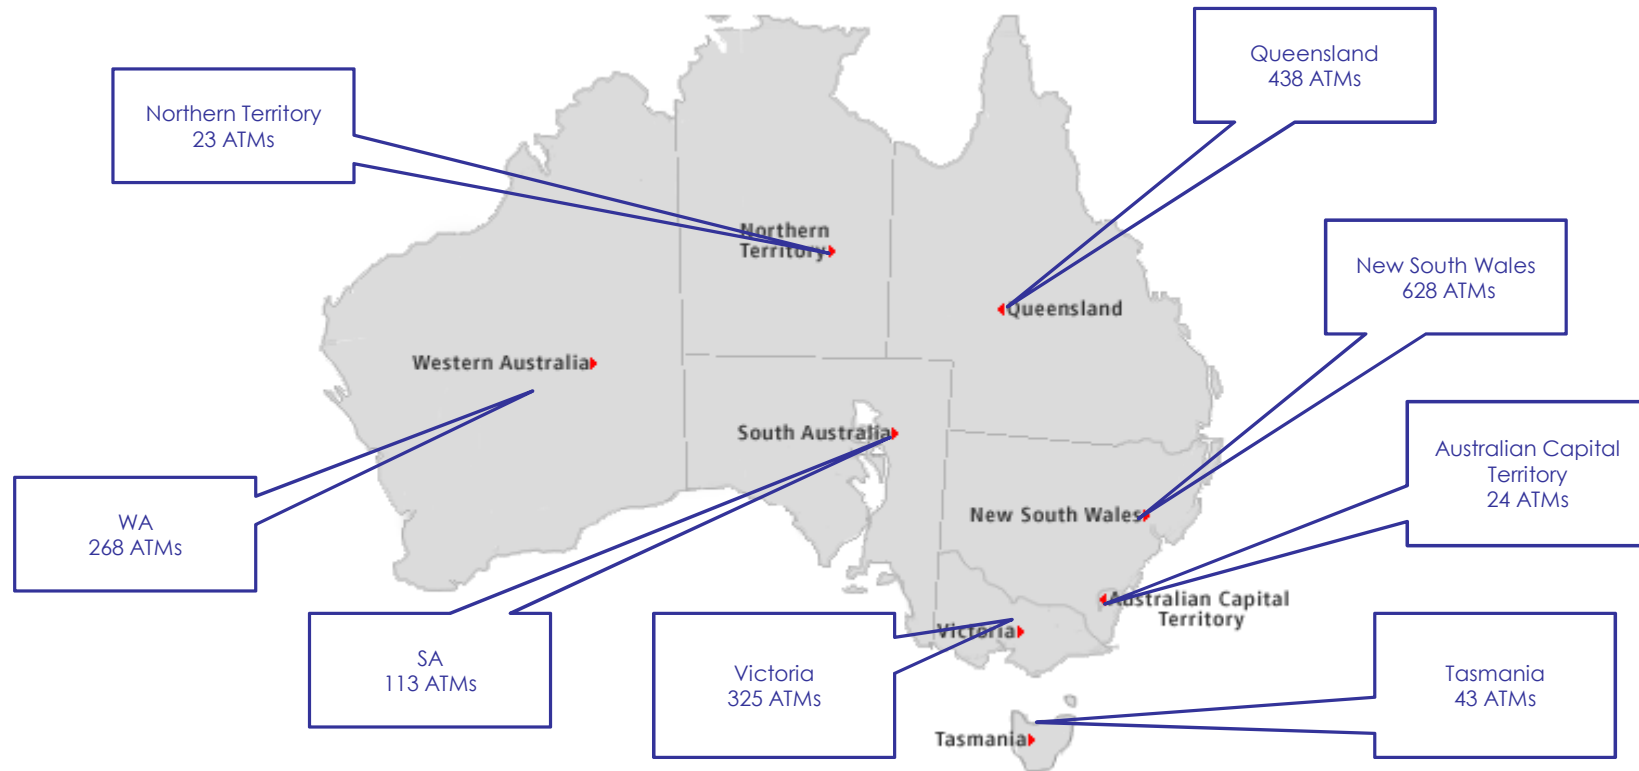 Queensland
438 ATMs
Northern Territory
23 ATMs
Northern
Territory
New South Wales
628 ATMs
Queensland
Western Australia
South Australia
Australian Capital
Territory
24 ATMs
WA
268 ATMs
New South Wales
Australian Capital
Territory
Victoria
SA
113 ATMs
Victoria
325 ATMs
Tasmania
43 ATMs
Tasmania